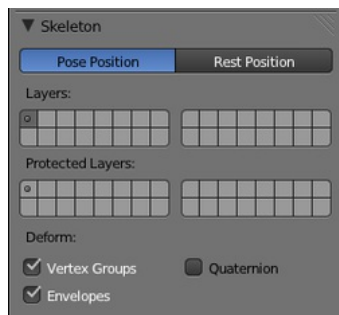 Skeleton
Pose Position Rest Position
Layers:
Protected Layers:
Deform:
Vertex Groups Quaternion
Envelopes